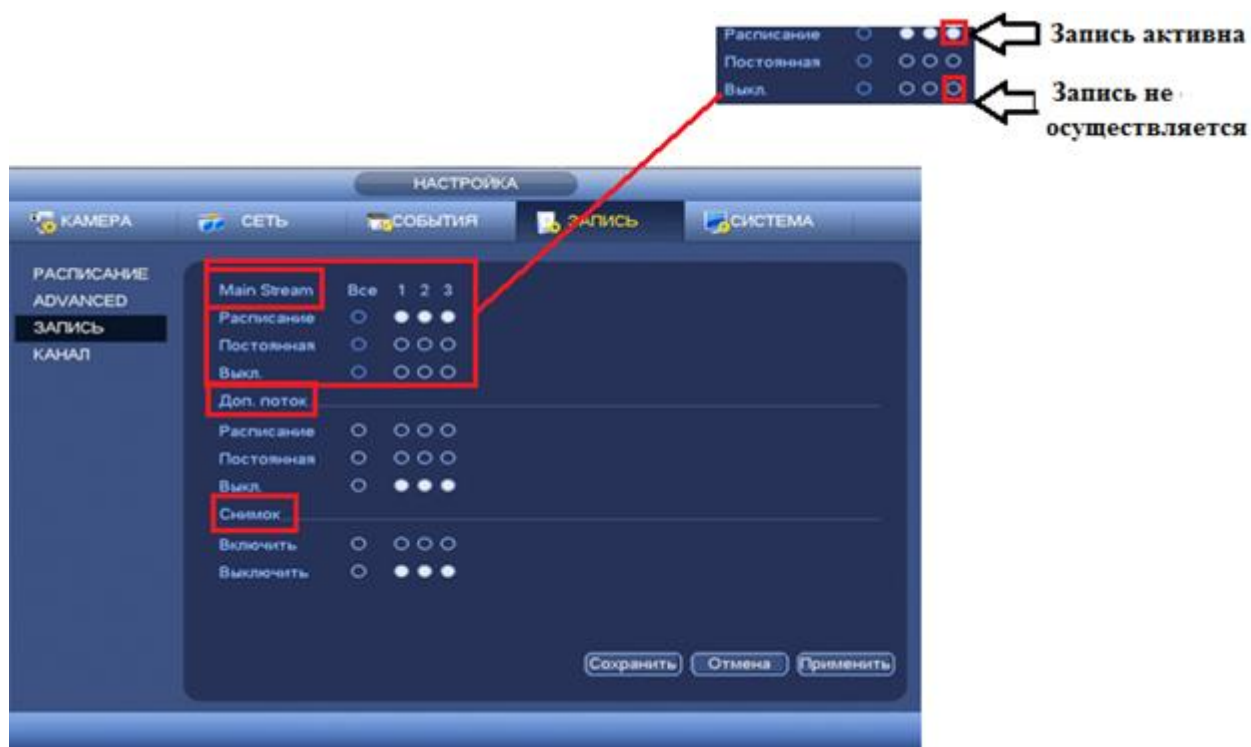 Расписание
Постоянная
Выкл.
Запись активна
Запись не
осуществляется
НАСТРОЙКА
КАМЕРА СЕТЬ СОБЫТИЯ ЗАПИСЬ СИСТЕМА
РАСПИСАНИЕ
ADVANCED
ЗАПИСЬ
КАНАЛ
Main Stream Все 1 2 3
Расписание
Постоянная
Выкл.
Доп. поток
Расписание
Постоянная
Выкл.
Снимок
Включить
Выключить
Сохранить Отмена Применить